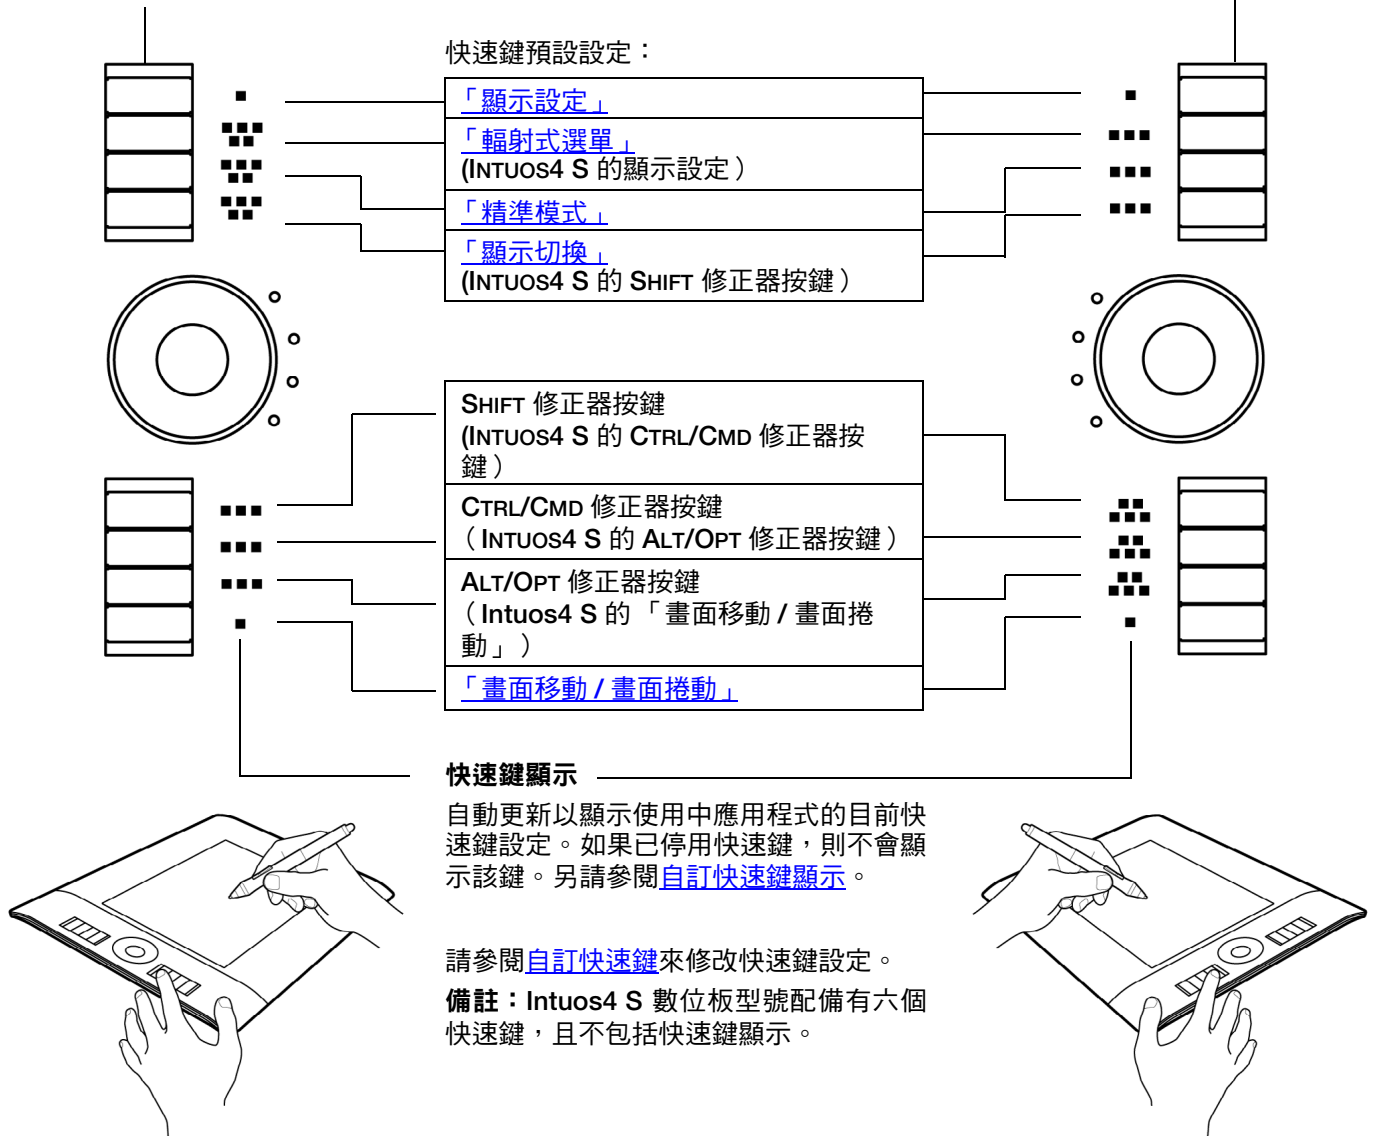 快速鍵預設設定：
「顯示設定」
「輻射式選單」
(INTUOS4 S 的顯示設定）
「精準模式」
「顯示切換」
(INTUOS4 S 的 SHIFT 修正器按鍵）
SHIFT 修正器按鍵
(INTUOS4 S 的 CTRL/CMD 修正器按
鍵）
CTRL/CMD 修正器按鍵
（INTUOS4 S 的 ALT/OPT 修正器按鍵）
ALT/OPT 修正器按鍵
（Intuos4 S 的「畫面移動 / 畫面捲
動」）
「畫面移動 / 畫面捲動」
快速鍵顯示
自動更新以顯示使用中應用程式的目前快
速鍵設定。如果已停用快速鍵，則不會顯
示該鍵。另請參閱自訂快速鍵顯示。
請參閱自訂快速鍵來修改快速鍵設定。
備註：Intuos4 S 數位板型號配備有六個
快速鍵，且不包括快速鍵顯示。